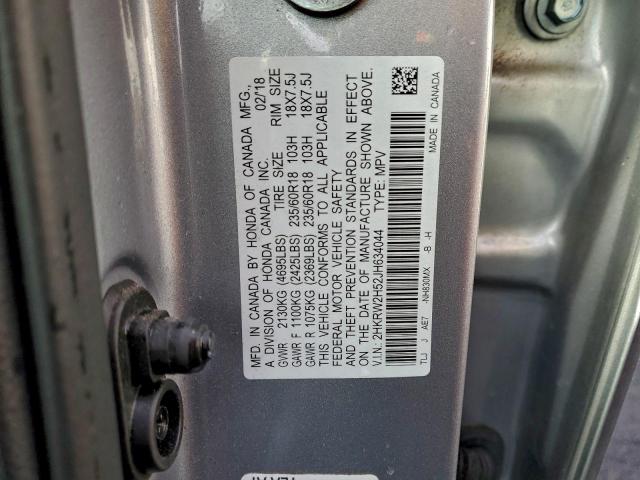 MFD. IN CANADA BY HONDA OF CANADA MFG.,
A DIVISION OF HONDA CANADA INC. 02/18
GVWR 2130KG (4695LBS) TIRE SIZE RIM SIZE
GAWR F 1100KG (2425LBS) 235/60R18 103H 18X7.5J
GAWR R 1075KG (2369LBS) 235/60R18 103H 18X7.5J
THIS VEHICLE CONFORMS TO ALL APPLICABLE
FEDERAL MOTOR VEHICLE SAFETY
AND THEFT PREVENTION STANDARDS IN EFFECT
ON THE DATE OF MANUFACTURE SHOWN ABOVE.
V.I.N: 2HKRW2H52JH634044 TYPE: MPV
TLJ J AE7 -NH830MX -B -H
MADE IN CANADA